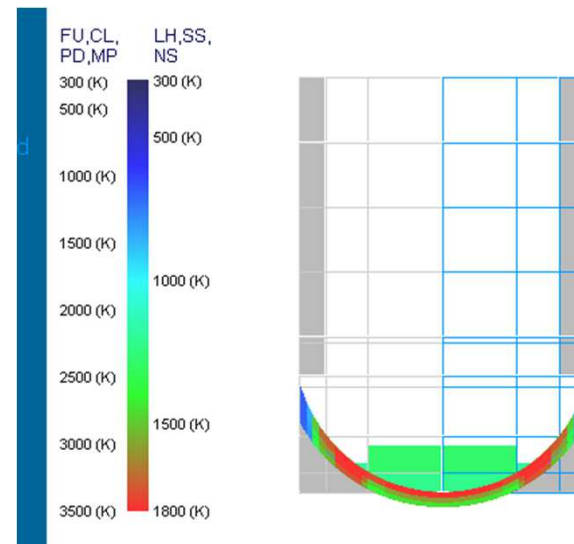 FU,CL, LH,SS,
PD,MP NS
300 (K) 300 (K)
500 (K)
500 (K)
1000 (K)
1500 (K)
1000 (K)
2000 (K)
2500 (K)
1500 (K)
3000 (K)
3500 (K) 1800 (K)
d